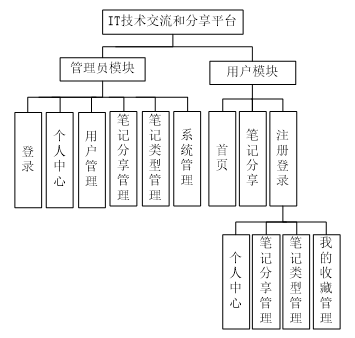 IT技术交流和分享平台
管理员模块
用户模块
登录
个人中心
用户管理
笔记分享管理
笔记类型管理
系统管理
首页
笔记分享
注册登录
个人中心
笔记分享管理
笔记类型管理
我的收藏管理